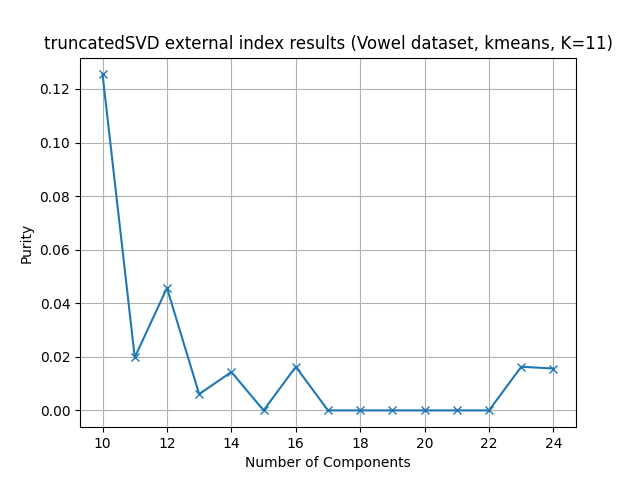 truncatedSVD external index results (Vowel dataset, kmeans, K=11)
0.12
0.10
0.08
0.06
0.04
0.02
0.00
Purity
10 12 14 16 18 20 22 24
Number of Components